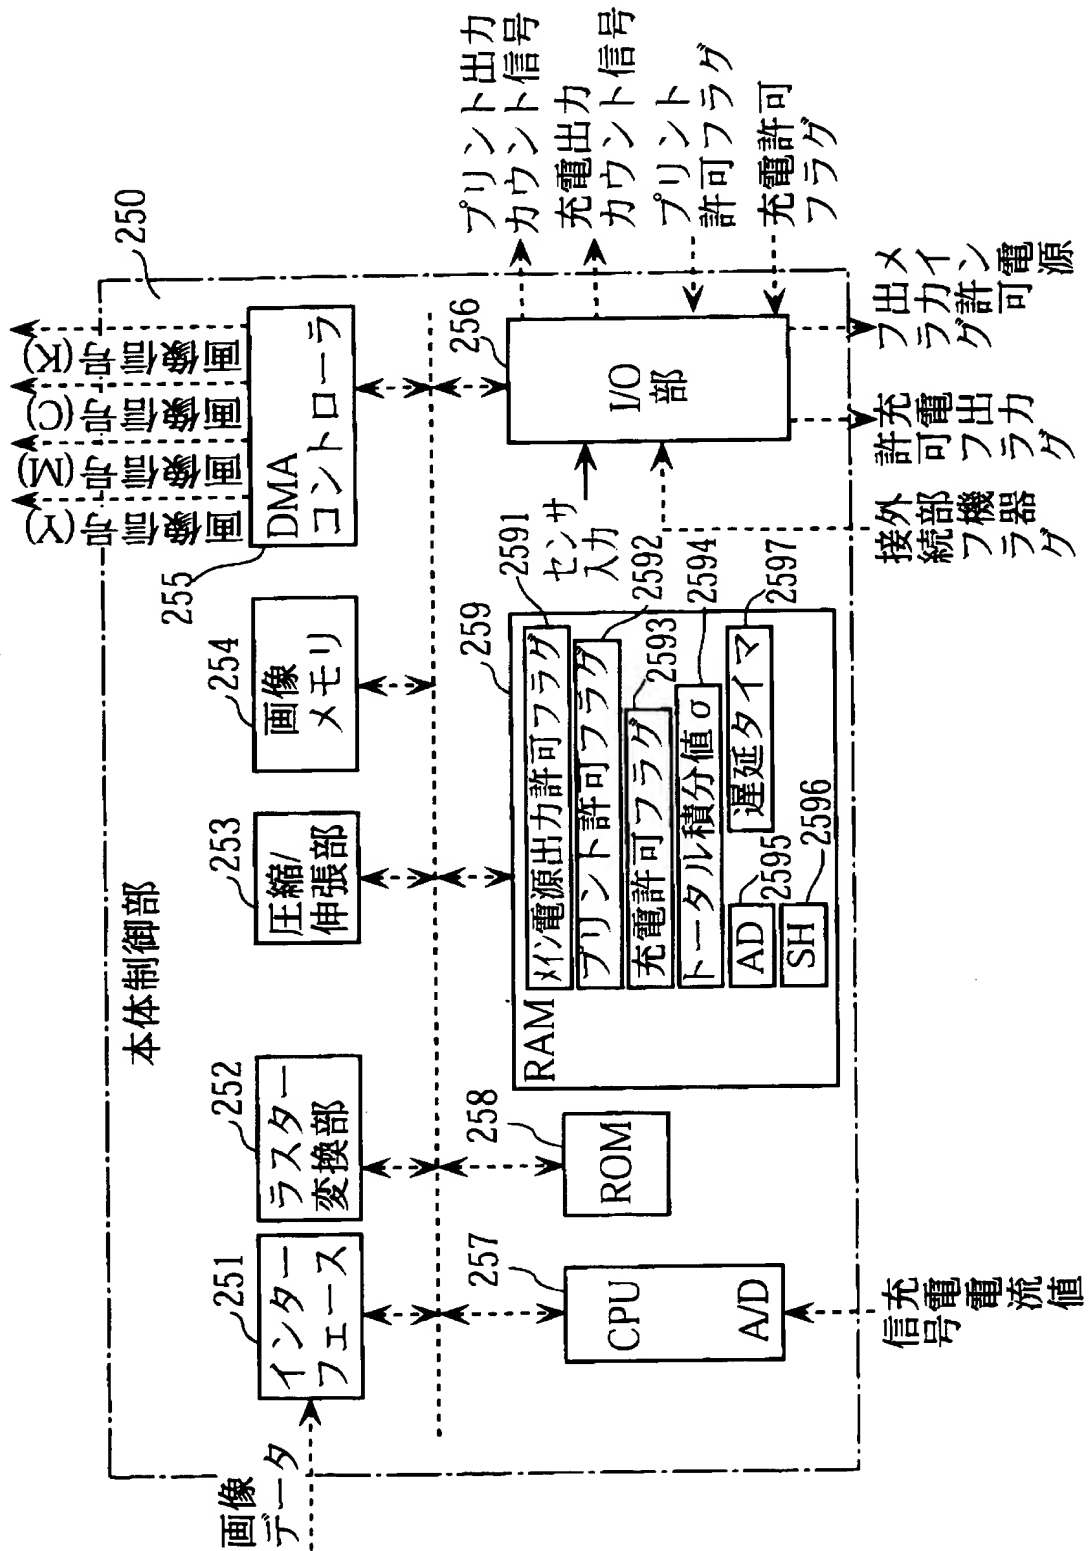 本体制御部
250
画像
データ
251
インター
フェース
252
ラスター
変換部
253
圧縮/
伸張部
254
画像
メモリ
255
DMA
コントローラ
画像信号(Y)
画像信号(M)
画像信号(C)
画像信号(K)
257
CPU
A/D
充電電流値
信号
258
ROM
259
RAM
メイン電源出力許可フラグ
2591
プリント許可フラグ
2592
充電許可フラグ
2593
トータル積分値σ
2594
AD
2595
SH
2596
遅延タイマ
2597
センサ
入力
256
I/O
部
プリント出力
カウント信号
充電出力
カウント信号
プリント
許可フラグ
充電許可
フラグ
接続フラグ
外部機器
充電出力
許可フラグ
メイン電源
出力許可
フラグ